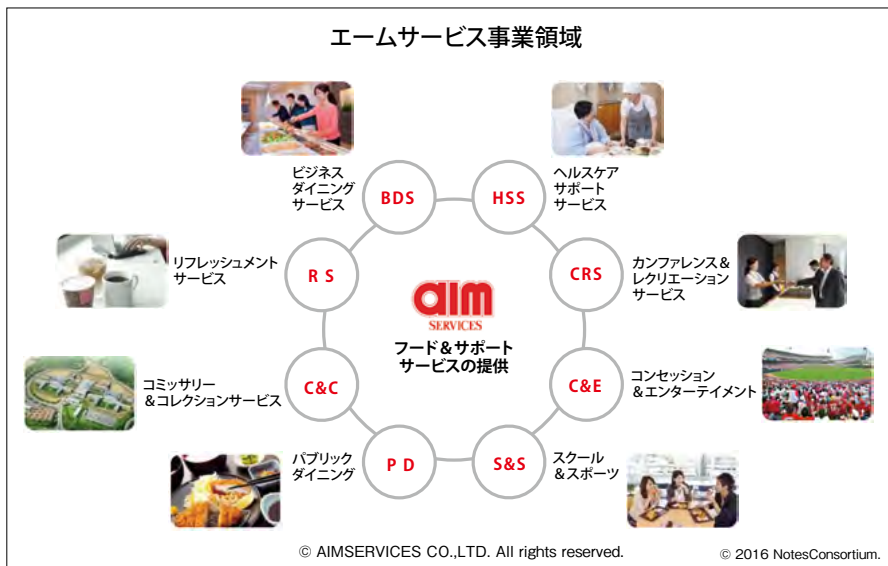 エームサービス事業領域
BDS
ビジネス
ダイニング
サービス
HSS
ヘルスケア
サポート
サービス
R S
リフレッシュメント
サービス
CRS
カンファレンス&
レクリエーション
サービス
aim
SERVICES
フード&サポート
サービスの提供
C&C
コミッサリー
&コレクションサービス
C&E
コンセッション
&エンターテイメント
P D
パブリック
ダイニング
S&S
スクール
&スポーツ
© AIMSERVICES CO.,LTD. All rights reserved.
© 2016 NotesConsortium.